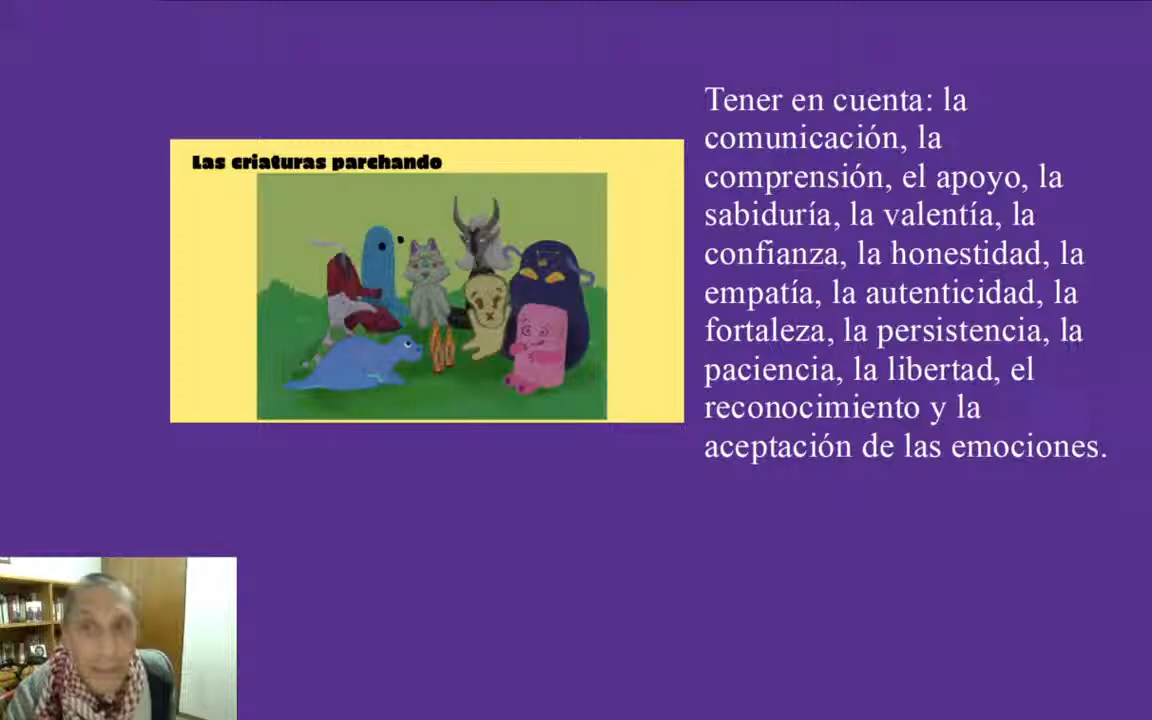 Las criaturas parchando
Tener en cuenta: la
comunicación, la
comprensión, el apoyo, la
sabiduría, la valentía, la
confianza, la honestidad, la
empatía, la autenticidad, la
fortaleza, la persistencia, la
paciencia, la libertad, el
reconocimiento y la
aceptación de las emociones.